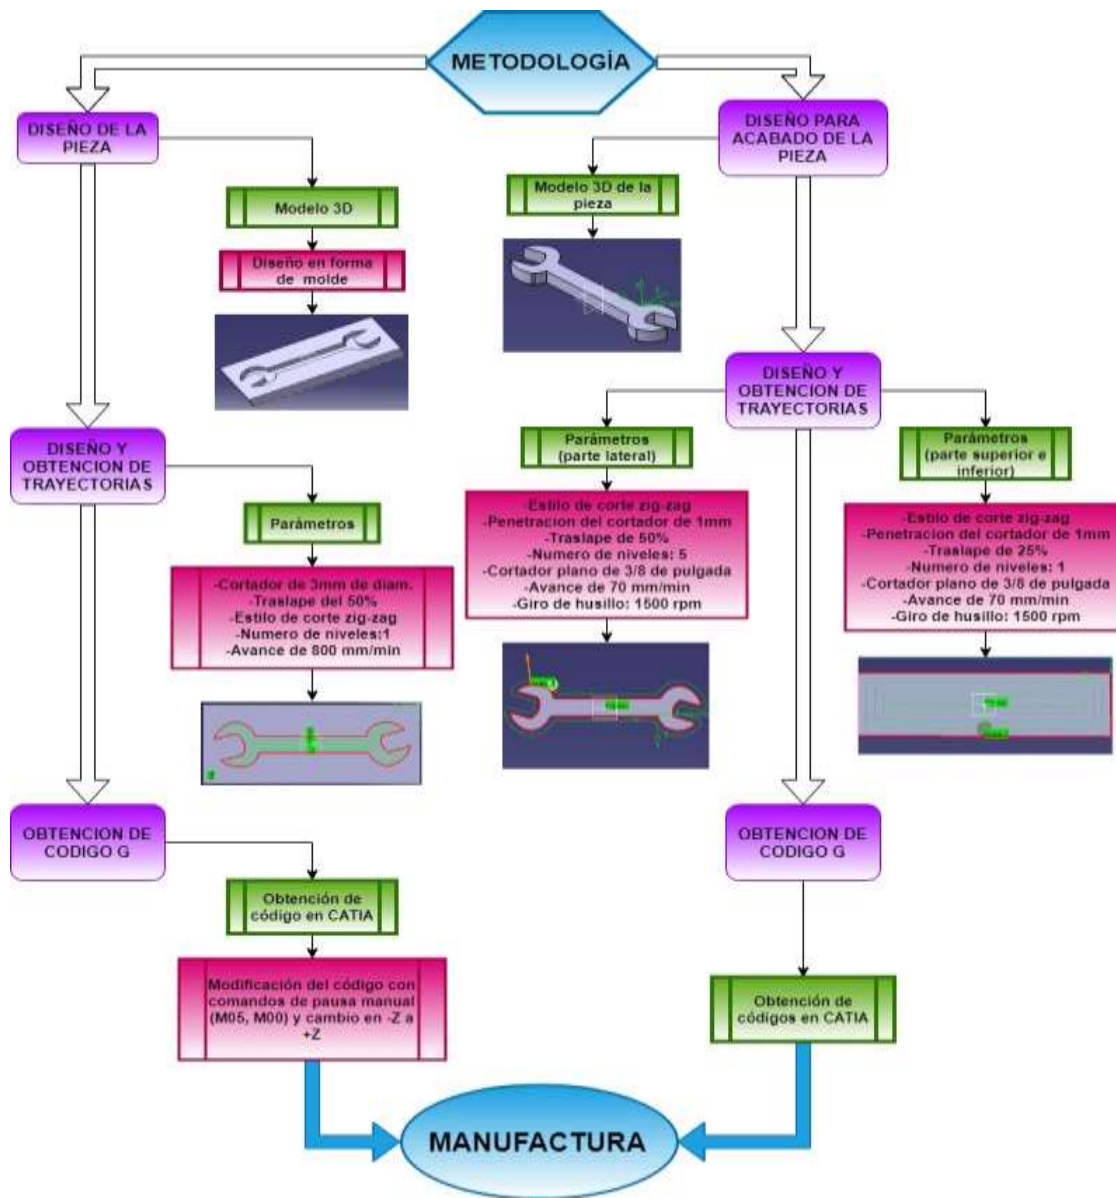 METODOLOGÍA
DISEÑO DE LA
PIEZA
Modelo 3D
Diseño en forma
de molde
DISEÑO Y
OBTENCION DE
TRAYECTORIAS
Parámetros
-Cortador de 3mm de diam.
-Traslape del 50%
-Estilo de corte zig-zag
-Numero de niveles:1
-Avance de 800 mm/min
OBTENCION DE
CODIGO G
Obtención de
código en CATIA
Modificación del código con
comandos de pausa manual
(M05, M00) y cambio en -Z a
+Z
DISEÑO PARA
ACABADO DE LA
PIEZA
Modelo 3D de la
pieza
DISEÑO Y
OBTENCION DE
TRAYECTORIAS
Parámetros
(parte lateral)
-Estilo de corte zig-zag
-Penetracion del cortador de 1mm
-Traslape de 50%
-Numero de niveles: 5
-Cortador plano de 3/8 de pulgada
-Avance de 70 mm/min
-Giro de husillo: 1500 rpm
Parámetros
(parte superior e
inferior)
-Estilo de corte zig-zag
-Penetracion del cortador de 1mm
-Traslape de 25%
-Numero de niveles: 1
-Cortador plano de 3/8 de pulgada
-Avance de 70 mm/min
-Giro de husillo: 1500 rpm
OBTENCION DE
CODIGO G
Obtención de
códigos en CATIA
MANUFACTURA